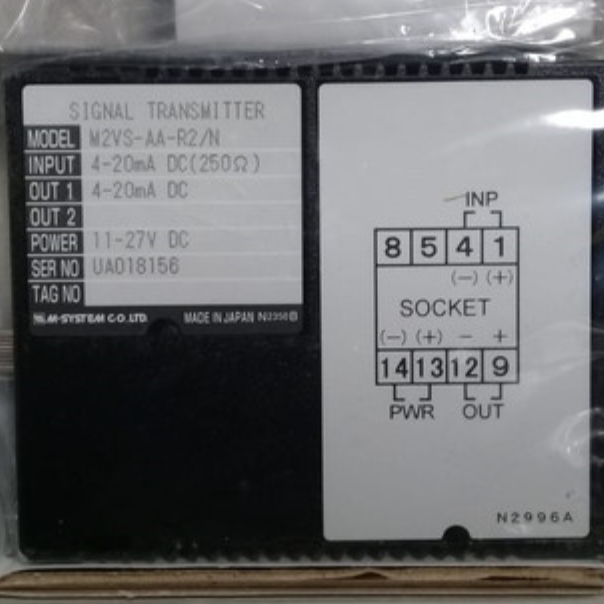 SIGNAL TRANSMITTER
MODEL M2VS-AA-R2/N
INPUT 4-20mA DC(250Ω)
OUT 1 4-20mA DC
OUT 2
POWER 11-27V DC
SER NO UA018156
TAG NO
M-SYSTEM CO.,LTD. MADE IN JAPAN
INP
8 5 4 1
(-) (+)
SOCKET
(-) (+) - +
14 13 12 9
PWR OUT
N2996A